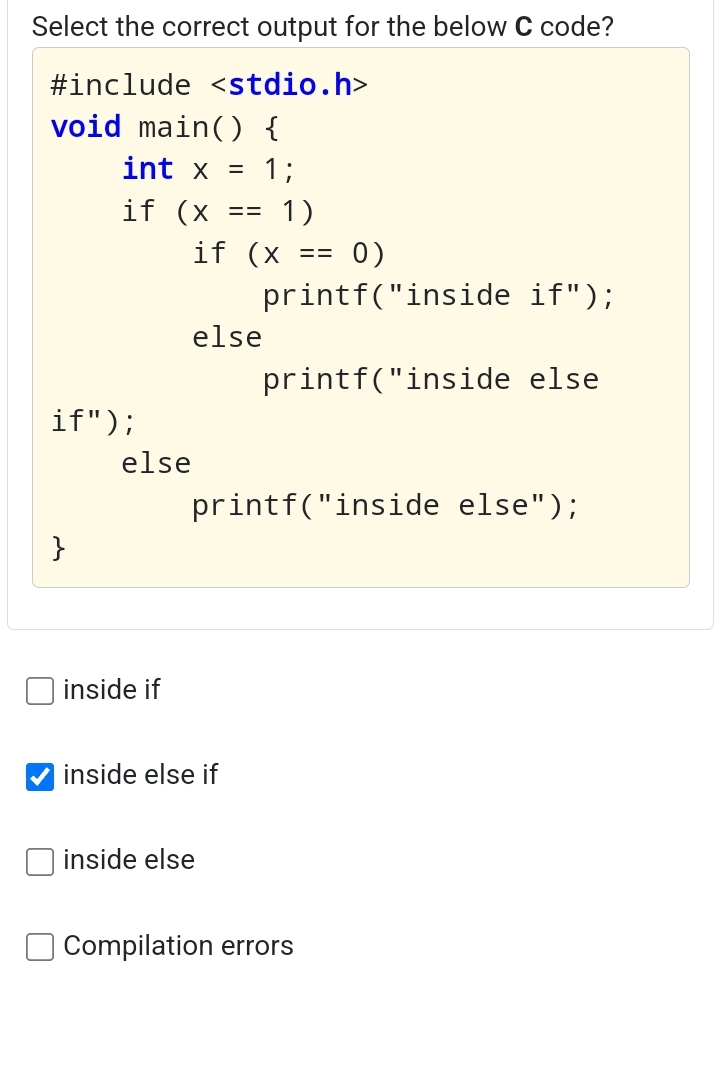 Select the correct output for the below C code?
#include <stdio.h>
void main() {
    int x = 1;
    if (x == 1)
        if (x == 0)
            printf("inside if");
        else
            printf("inside else
if");
    else
        printf("inside else");
}
inside if
inside else if
inside else
Compilation errors